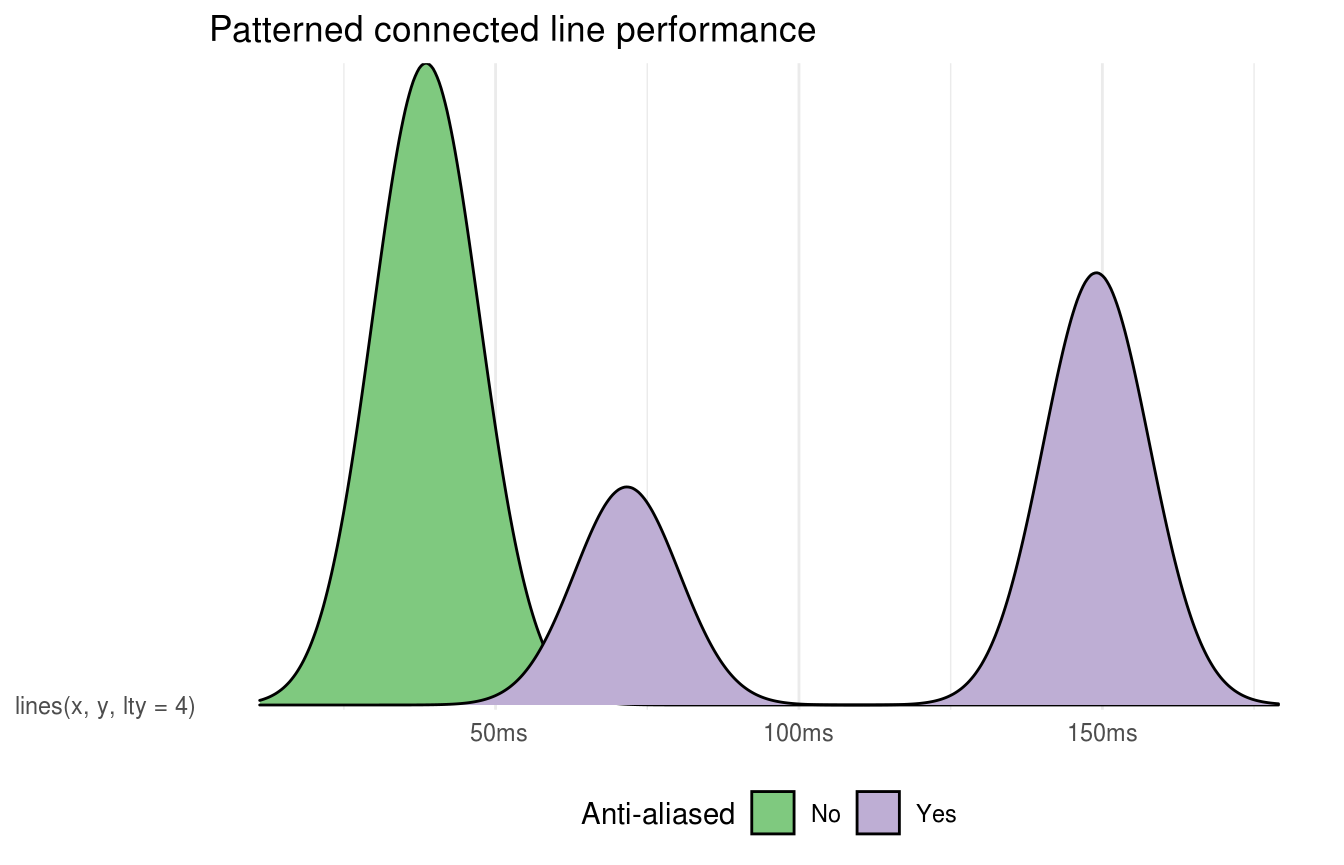 Patterned connected line performance
lines(x, y, lty = 4)
50ms 100ms 150ms
Anti-aliased No Yes